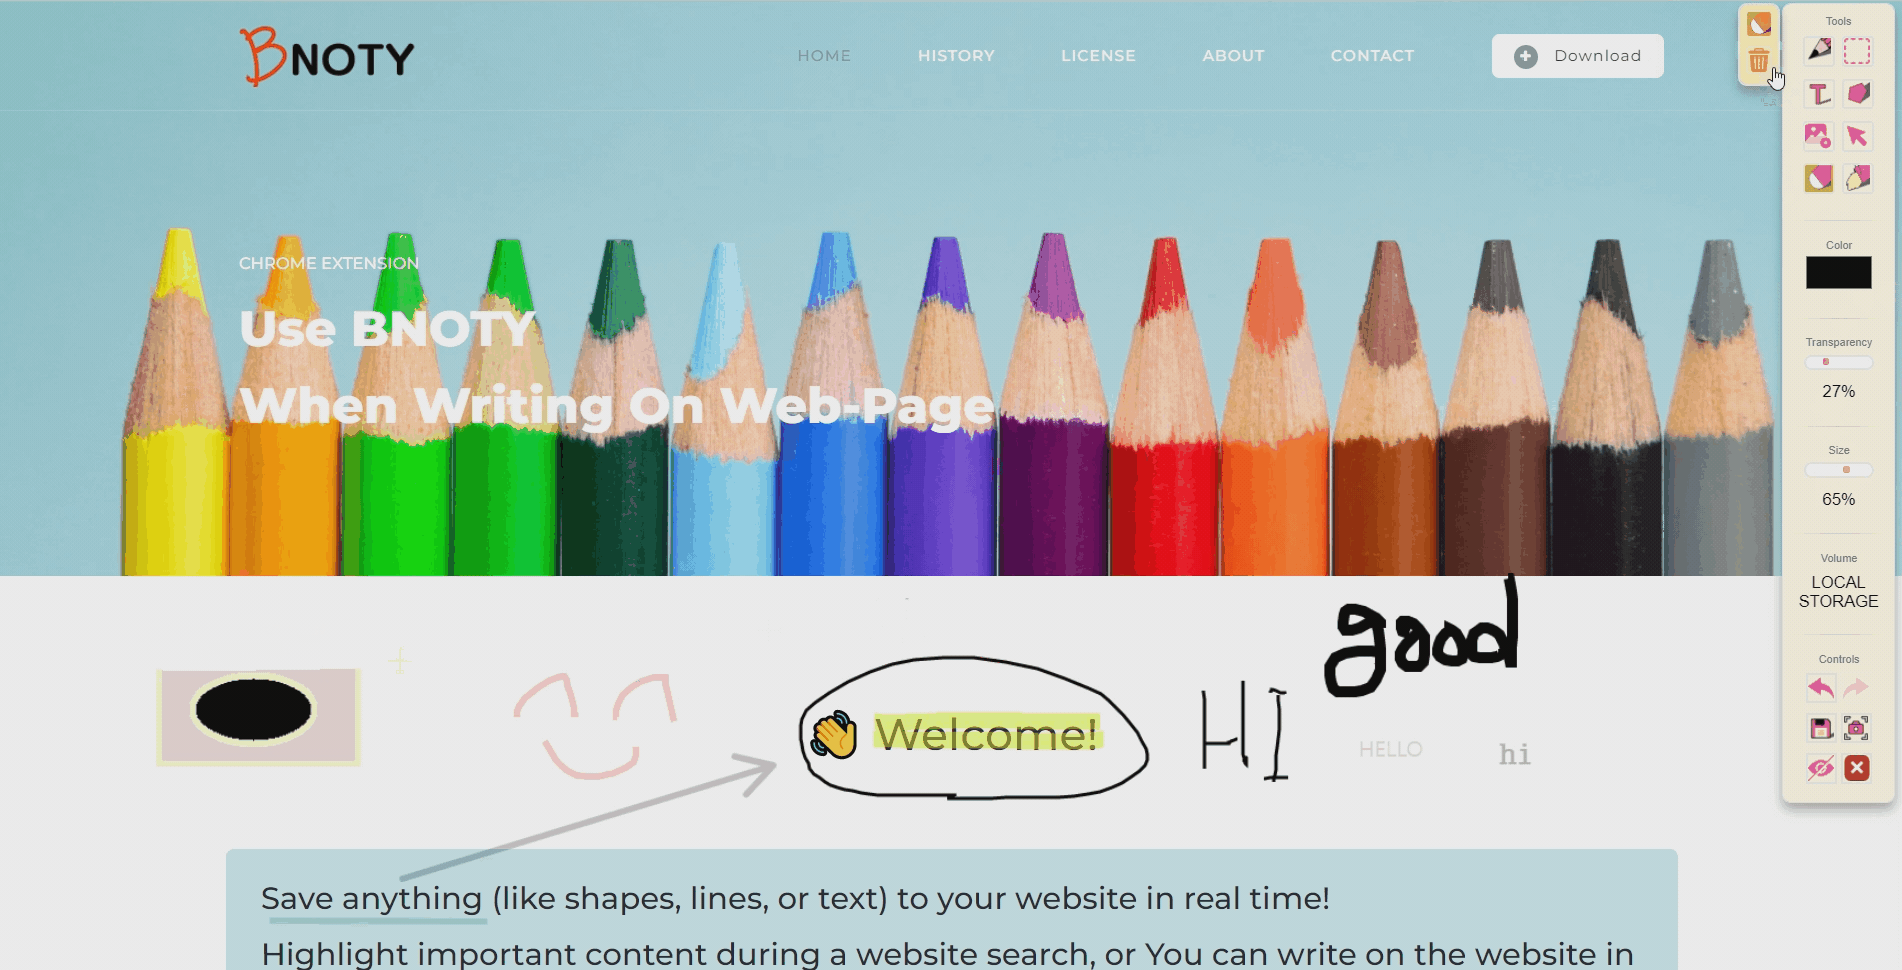 BNOTY
HOME HISTORY LICENSE ABOUT CONTACT Download
CHROME EXTENSION
Use BNOTY
When Writing On Web-Page
good
Welcome!
HI
HELLO
hi
Save anything (like shapes, lines, or text) to your website in real time!
Highlight important content during a website search, or You can write on the website in
Tools
T
Color
Transparency
27%
Size
65%
Volume
LOCAL
STORAGE
Controls